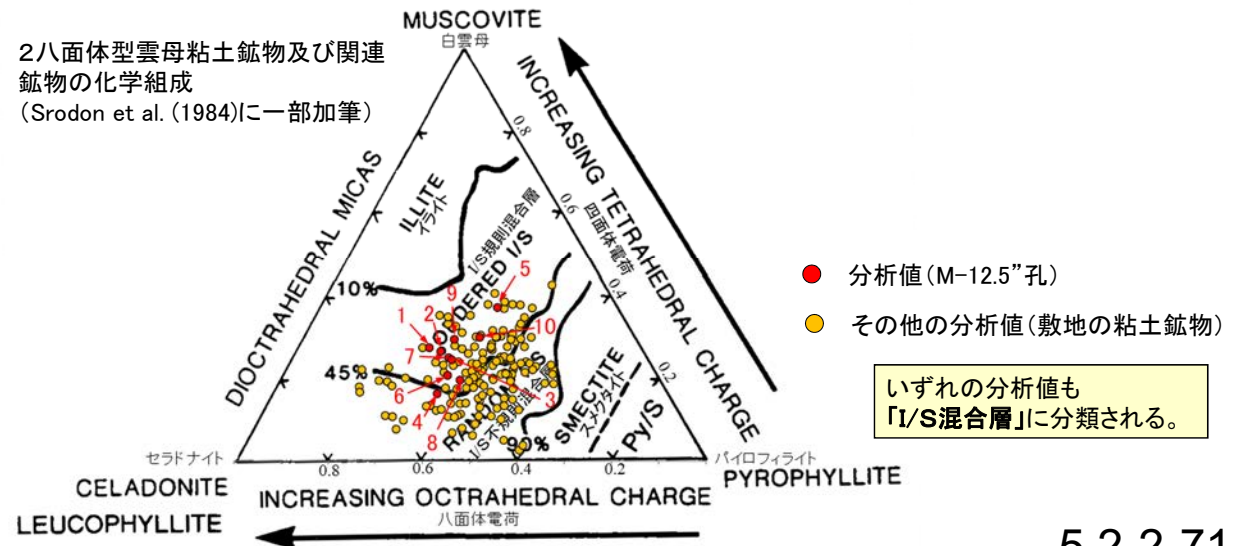 2八面体型雲母粘土鉱物及び関連
鉱物の化学組成
(Srodon et al. (1984)に一部加筆)
MUSCOVITE
白雲母
INCREASING TETRAHEDRAL CHARGE
四面体電荷
DIOCTRAHEDRAL MICAS
0.8
0.6
0.4
0.2
ILLITE
イライト
I/S規則混合層
ORDERED I/S
10%
45%
90%
I/S不規則混合層
SMECTITE
スメクタイト
Py/S
1
2
9
5
10
7
6
4
8
3
セラドナイト
CELADONITE
LEUCOPHYLLITE
0.8
0.6
0.4
0.2
パイロフィライト
PYROPHYLLITE
INCREASING OCTRAHEDRAL CHARGE
八面体電荷
分析値(M-12.5”孔)
その他の分析値(敷地の粘土鉱物)
いずれの分析値も
「I/S混合層」に分類される。